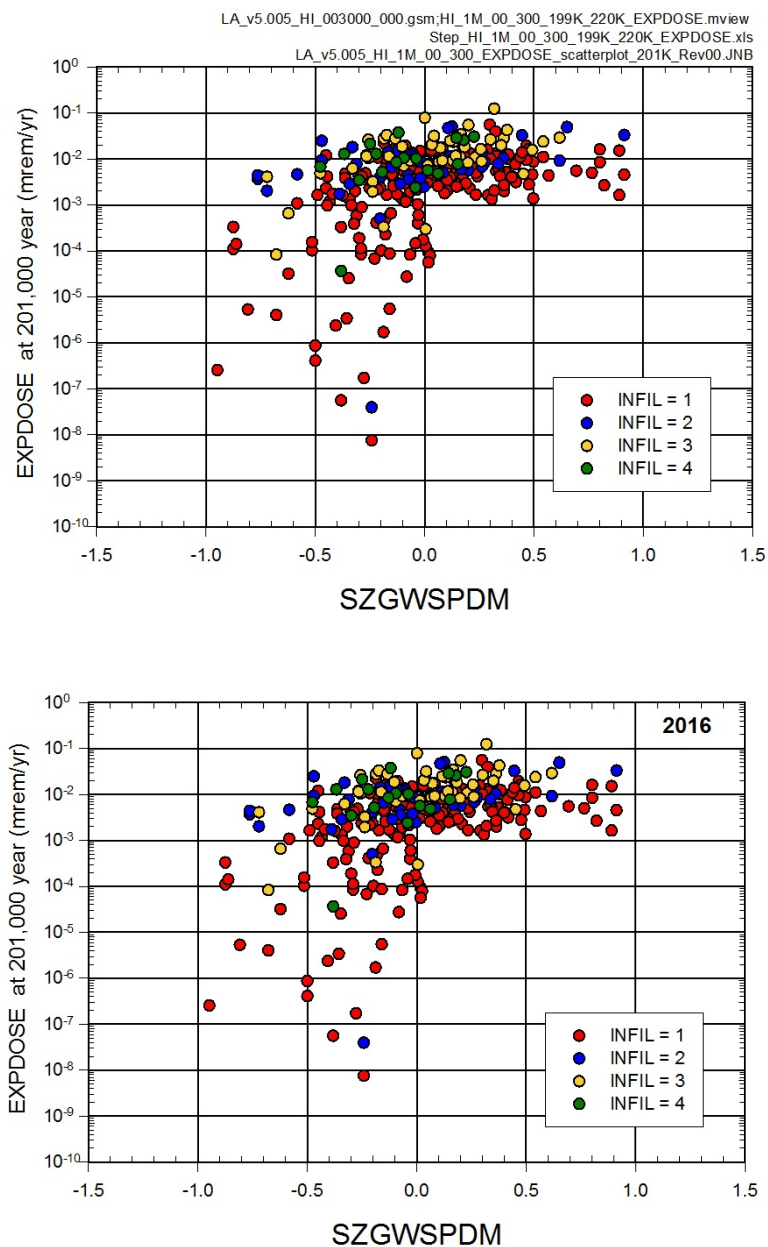 LA_v5.005_HI_003000_000.gsm;HI_1M_00_300_199K_220K_EXPDOSE.mview
Step_HI_1M_00_300_199K_220K_EXPDOSE.xls
LA_v5.005_HI_1M_00_300_EXPDOSE_scatterplot_201K_Rev00.JNB
EXPDOSE at 201,000 year (mrem/yr)
10⁰
10⁻¹
10⁻²
10⁻³
10⁻⁴
10⁻⁵
10⁻⁶
10⁻⁷
10⁻⁸
10⁻⁹
10⁻¹⁰
INFIL = 1
INFIL = 2
INFIL = 3
INFIL = 4
-1.5 -1.0 -0.5 0.0 0.5 1.0 1.5
SZGWSPDM
2016
EXPDOSE at 201,000 year (mrem/yr)
10⁰
10⁻¹
10⁻²
10⁻³
10⁻⁴
10⁻⁵
10⁻⁶
10⁻⁷
10⁻⁸
10⁻⁹
10⁻¹⁰
INFIL = 1
INFIL = 2
INFIL = 3
INFIL = 4
-1.5 -1.0 -0.5 0.0 0.5 1.0 1.5
SZGWSPDM